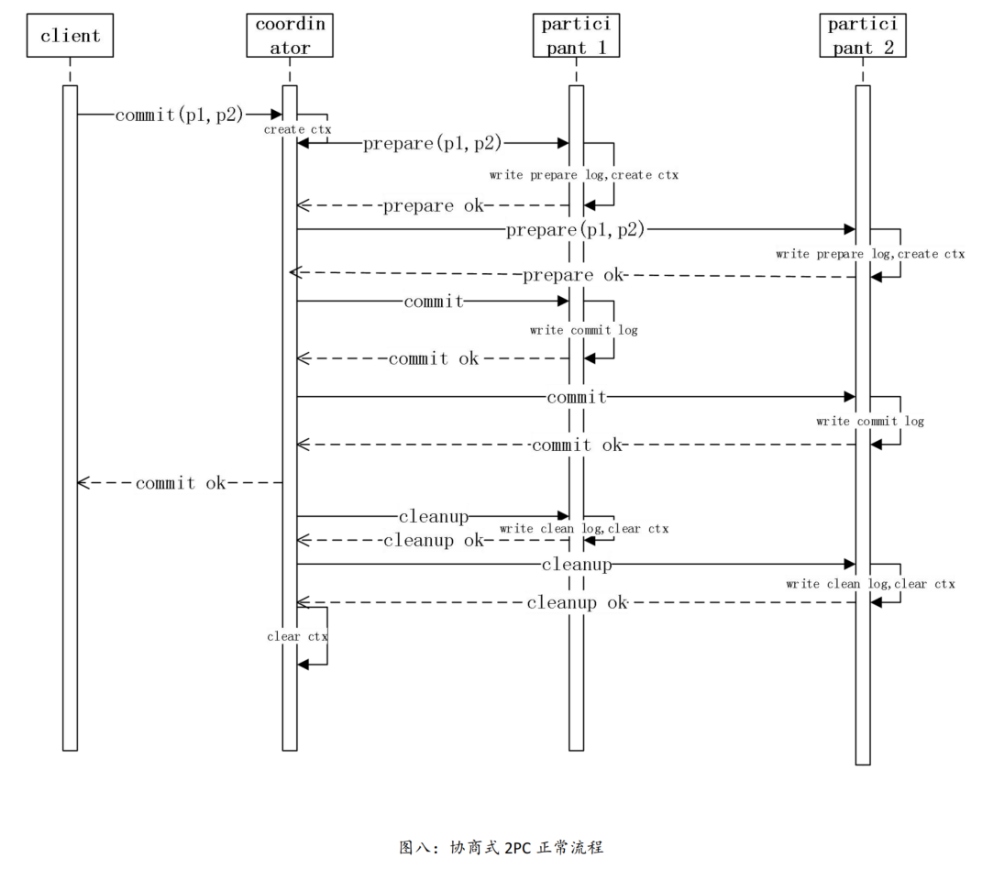 client
coordin
ator
partici
pant 1
partici
pant 2
commit(p1,p2)
create ctx
prepare(p1,p2)
write prepare log,create ctx
prepare ok
prepare(p1,p2)
write prepare log,create ctx
prepare ok
commit
write commit log
commit ok
commit
write commit log
commit ok
commit ok
cleanup
write clean log,clear ctx
cleanup ok
cleanup
write clean log,clear ctx
cleanup ok
clear ctx
图八：协商式 2PC 正常流程